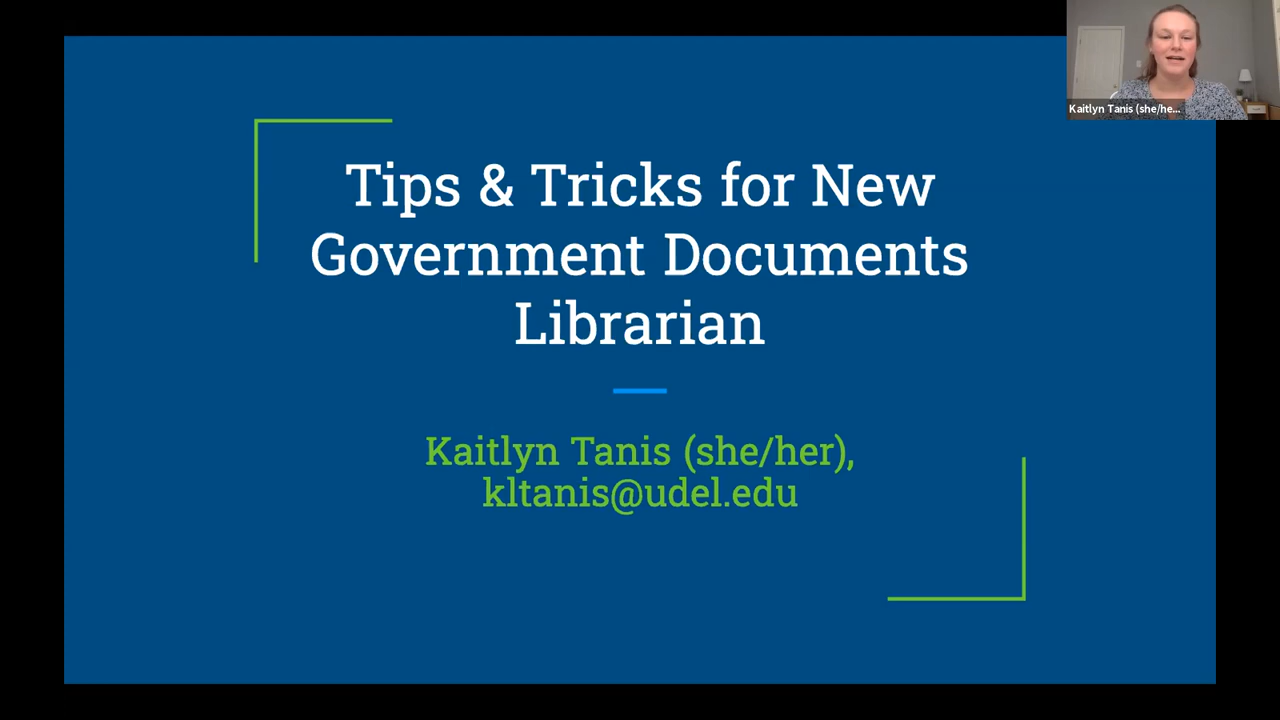 Kaitlyn Tanis (she/he...
Tips & Tricks for New
Government Documents
Librarian
Kaitlyn Tanis (she/her),
kltanis@udel.edu